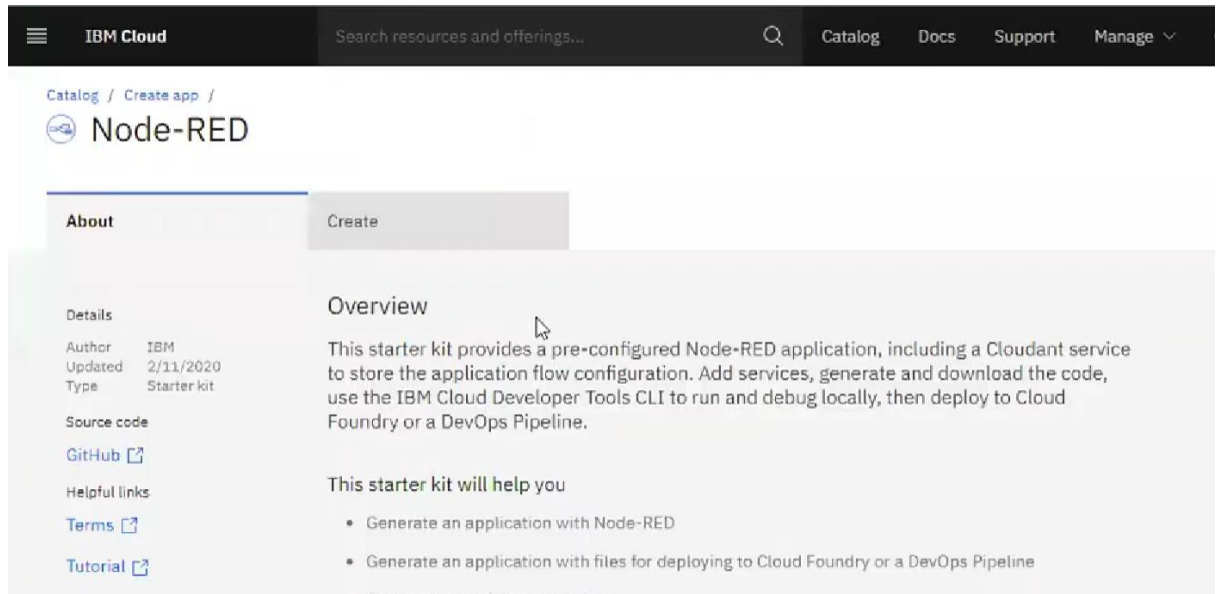 IBM Cloud
Search resources and offerings...
Catalog
Docs
Support
Manage
Catalog / Create app /
Node-RED
About
Create
Details
Author IBM
Updated 2/11/2020
Type Starter kit
Source code
GitHub
Helpful links
Terms
Tutorial
Overview
This starter kit provides a pre-configured Node-RED application, including a Cloudant service
to store the application flow configuration. Add services, generate and download the code,
use the IBM Cloud Developer Tools CLI to run and debug locally, then deploy to Cloud
Foundry or a DevOps Pipeline.
This starter kit will help you
• Generate an application with Node-RED
• Generate an application with files for deploying to Cloud Foundry or a DevOps Pipeline